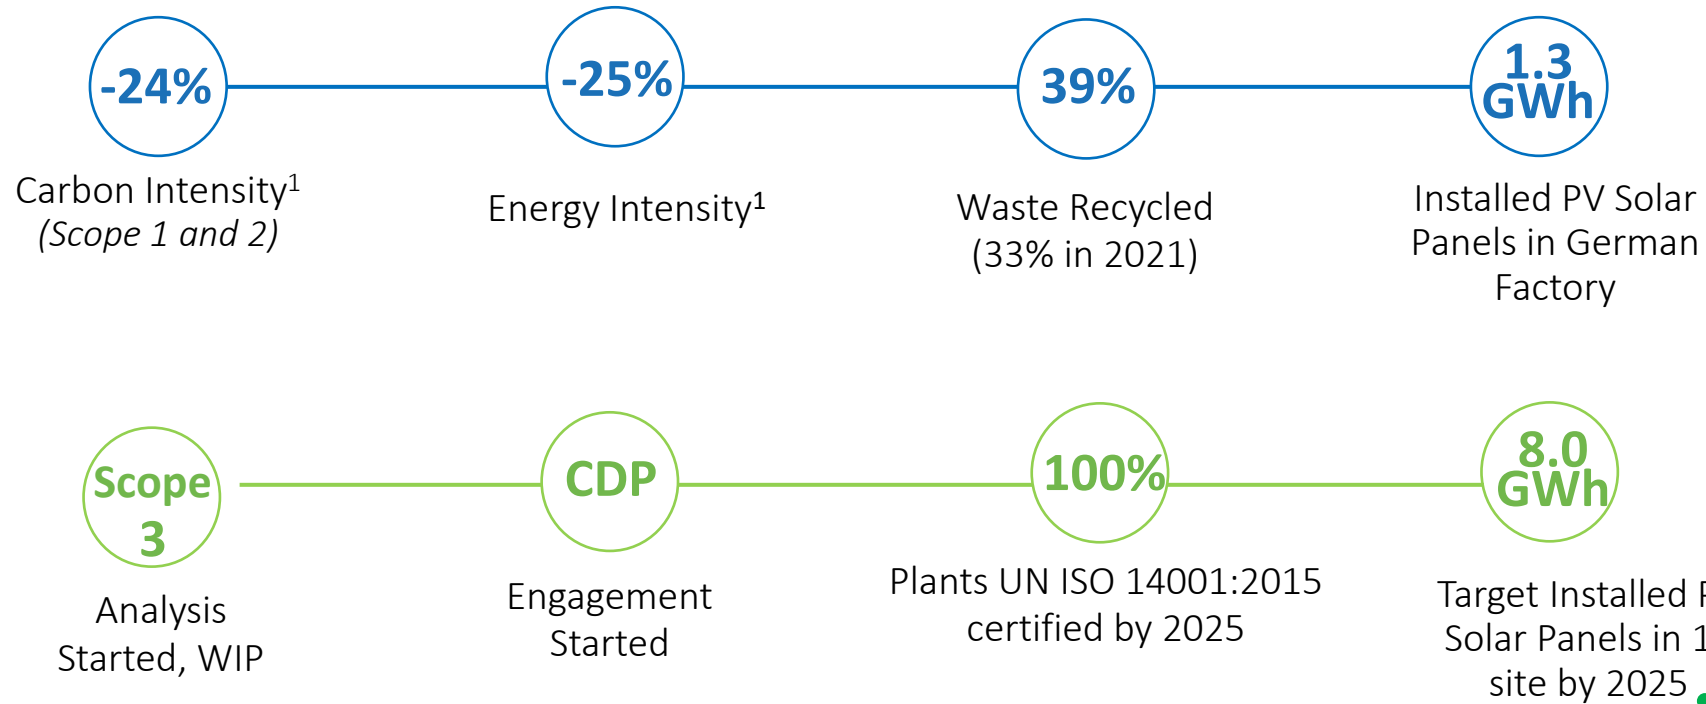 -24%
Carbon Intensity¹
(Scope 1 and 2)
-25%
Energy Intensity¹
39%
Waste Recycled
(33% in 2021)
1.3
GWh
Installed PV Solar
Panels in German
Factory
Scope
3
Analysis
Started, WIP
CDP
Engagement
Started
100%
Plants UN ISO 14001:2015
certified by 2025
8.0
GWh
Target Installed
Solar Panels in
site by 2025